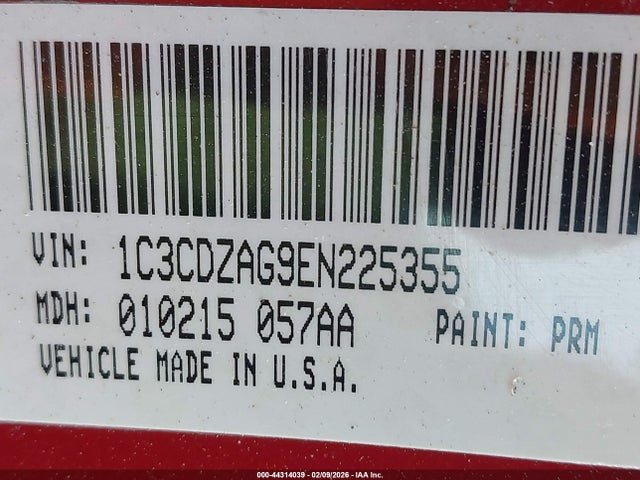 VIN: 1C3CDZAG9EN225355
MDH: 010215 057AA PAINT: PRM
VEHICLE MADE IN U.S.A.
000-44314039 - 02/09/2026 - IAA Inc.